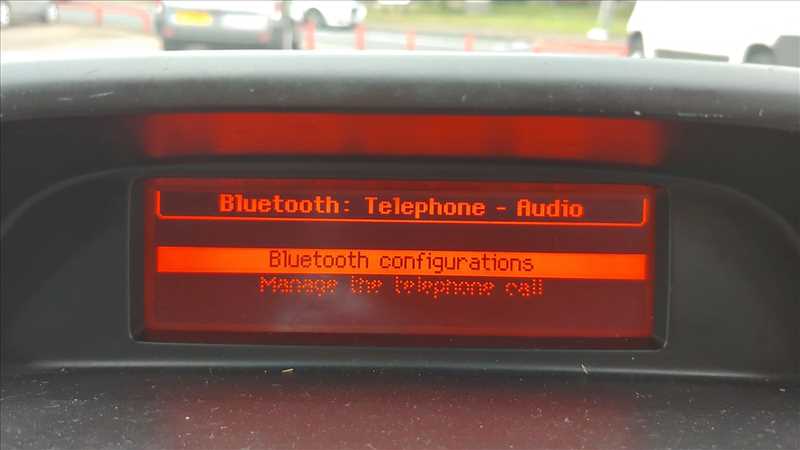 Bluetooth: Telephone - Audio
Bluetooth configurations
Manage the telephone call